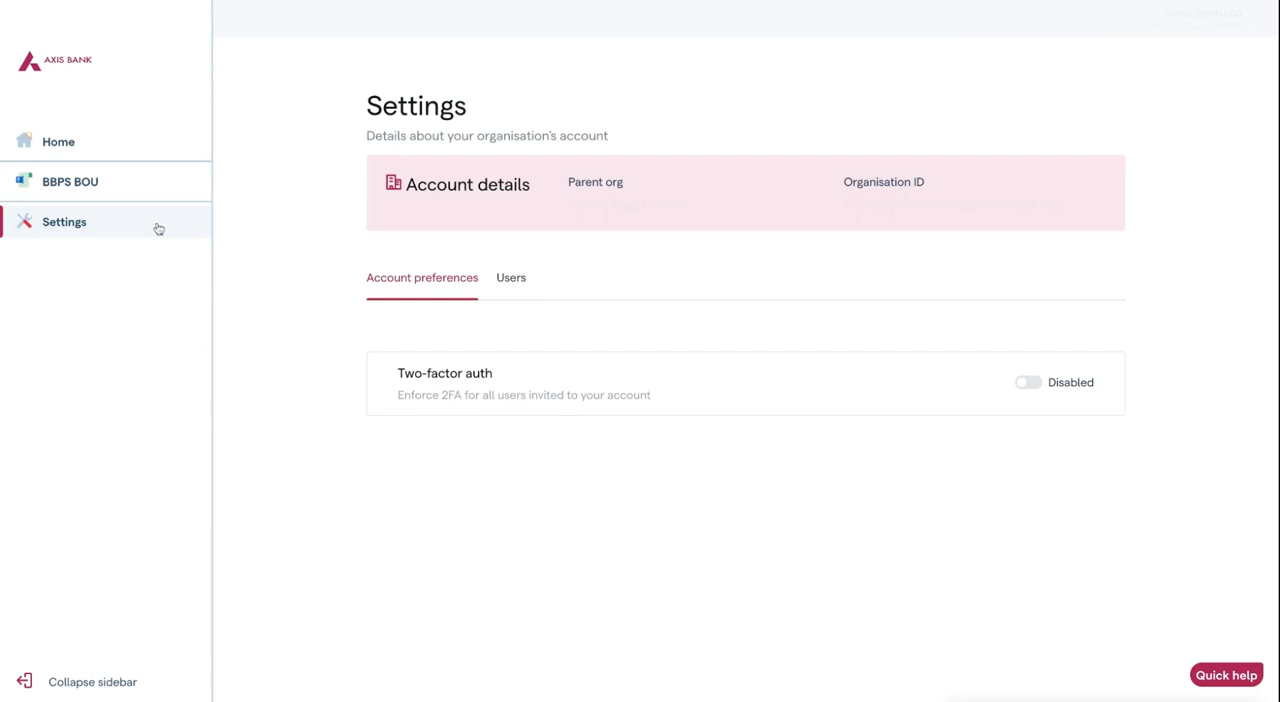 AXIS BANK
Home
BBPS BOU
Settings
Collapse sidebar
Settings
Details about your organisation's account
Account details
Parent org
Organisation ID
Account preferences
Users
Two-factor auth
Enforce 2FA for all users invited to your account
Disabled
Quick help